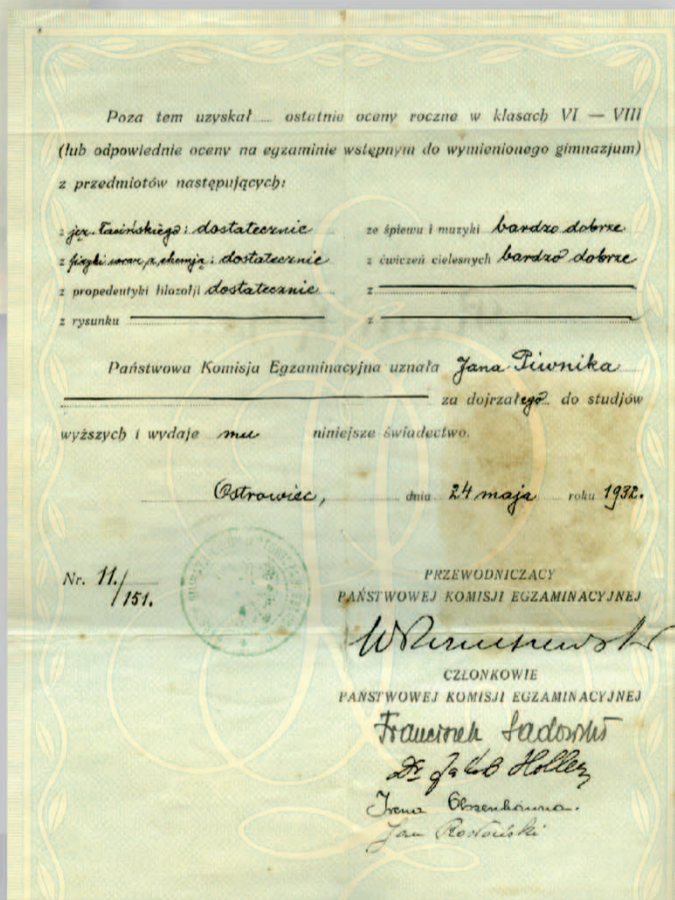 Poza tem uzyskał ... ostatnie oceny roczne w klasach VI — VIII
(lub odpowiednie oceny na egzaminie wstępnym do wymienionego gimnazjum)
z przedmiotów następujących:
z jęz. łacińskiego: dostatecznie
ze śpiewu i muzyki bardzo dobrze
z fizyki wraz z chemją: dostatecznie
z ćwiczeń cielesnych bardzo dobrze
z propedeutyki filozofji dostatecznie
z
z rysunku
z
Państwowa Komisja Egzaminacyjna uznała Jana Piwnika
za dojrzałego do studjów
wyższych i wydaje mu niniejsze świadectwo.
Ostrowiec, dnia 24 maja roku 1932.
Nr. 11/151.
PRZEWODNICZĄCY
PAŃSTWOWEJ KOMISJI EGZAMINACYJNEJ
CZŁONKOWIE
PAŃSTWOWEJ KOMISJI EGZAMINACYJNEJ
Franciszek Sadowski
Dr Jakób
Irena
Jan